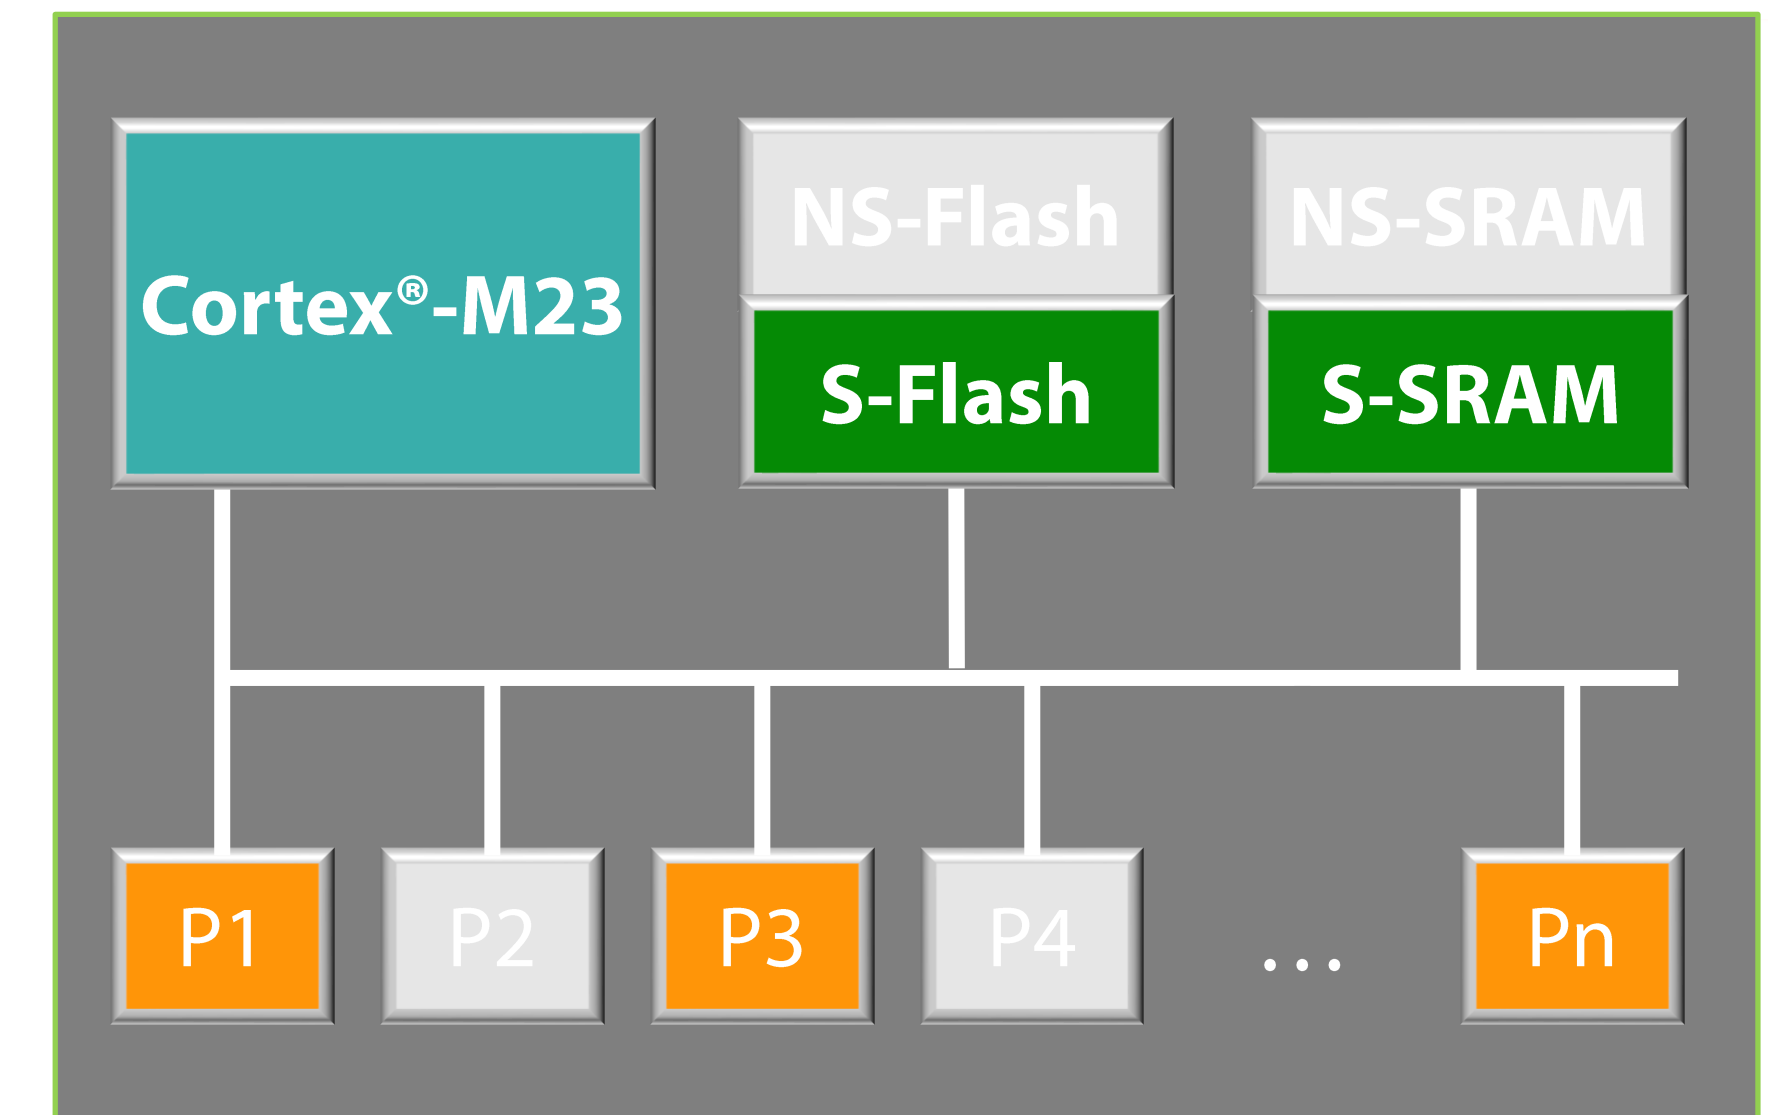 NS-Flash
NS-SRAM
Cortex®-M23
S-Flash
S-SRAM
P1
P2
P3
P4
...
Pn